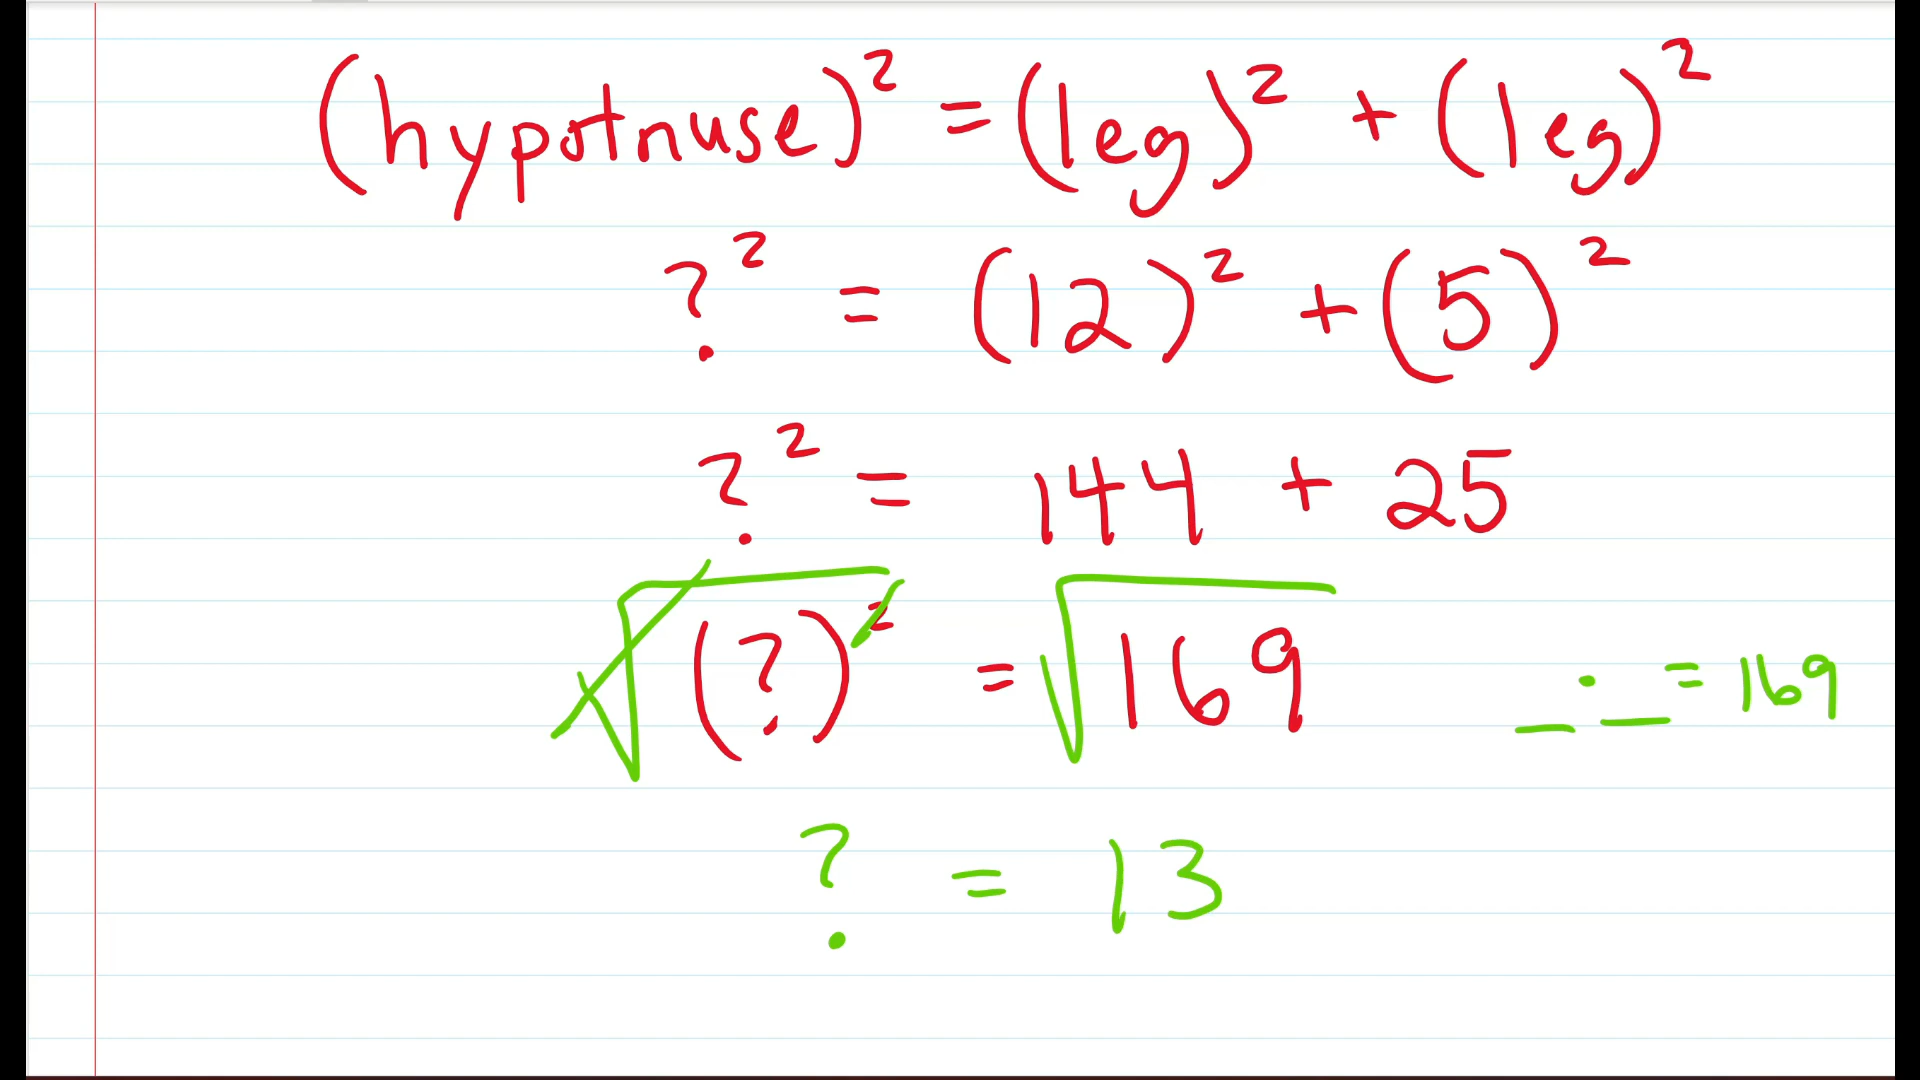 (hypotnuse)² = (leg)² + (leg)²
?² = (12)² + (5)²
?² = 144 + 25
√(?)² = √169
_ · _ = 169
? = 13